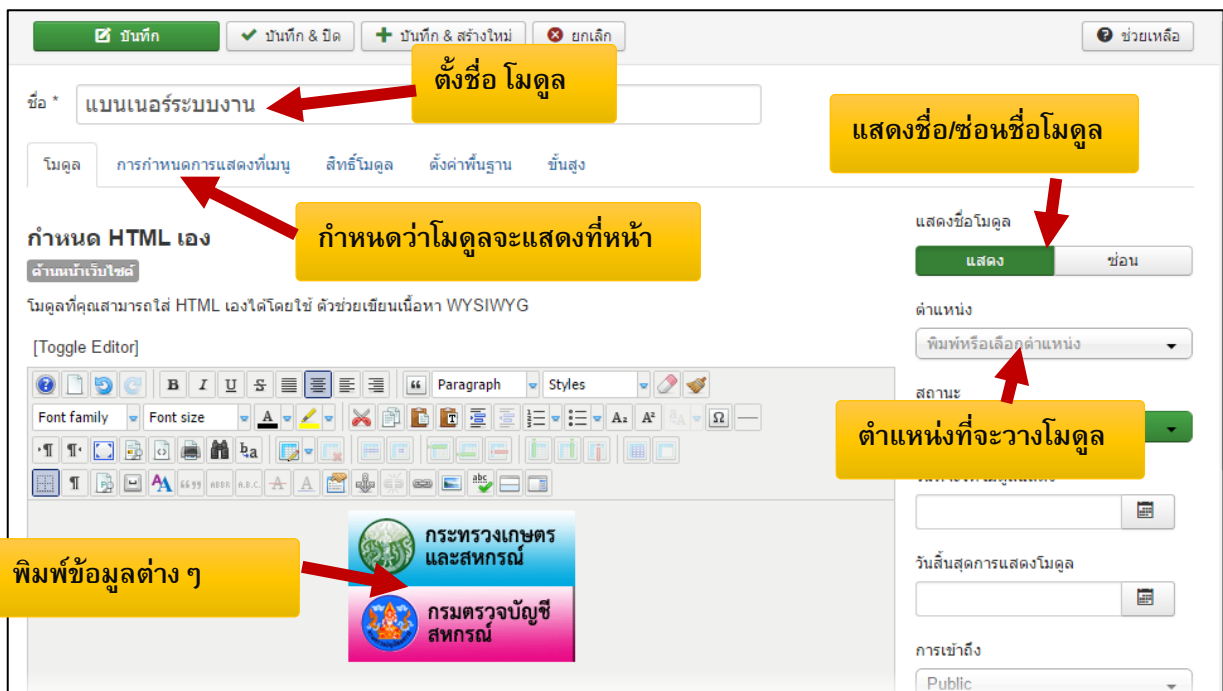 บันทึก
บันทึก & ปิด
บันทึก & สร้างใหม่
ยกเลิก
ช่วยเหลือ
ตั้งชื่อ โมดูล
ชื่อ *
แบนเนอร์ระบบงาน
แสดงชื่อ/ซ่อนชื่อโมดูล
โมดูล
การกำหนดการแสดงที่เมนู
สิทธิ์โมดูล
ตั้งค่าพื้นฐาน
ขั้นสูง
กำหนดว่าโมดูลจะแสดงที่หน้า
แสดงชื่อโมดูล
แสดง
ซ่อน
กำหนด HTML เอง
ด้านหน้าเว็บไซต์
โมดูลที่คุณสามารถใส่ HTML เองได้โดยใช้ ตัวช่วยเขียนเนื้อหา WYSIWYG
ตำแหน่ง
พิมพ์หรือเลือกตำแหน่ง
[Toggle Editor]
Paragraph
Styles
สถานะ
Font family
Font size
ตำแหน่งที่จะวางโมดูล
กระทรวงเกษตร
และสหกรณ์
พิมพ์ข้อมูลต่าง ๆ
วันสิ้นสุดการแสดงโมดูล
กรมตรวจบัญชี
สหกรณ์
การเข้าถึง
Public